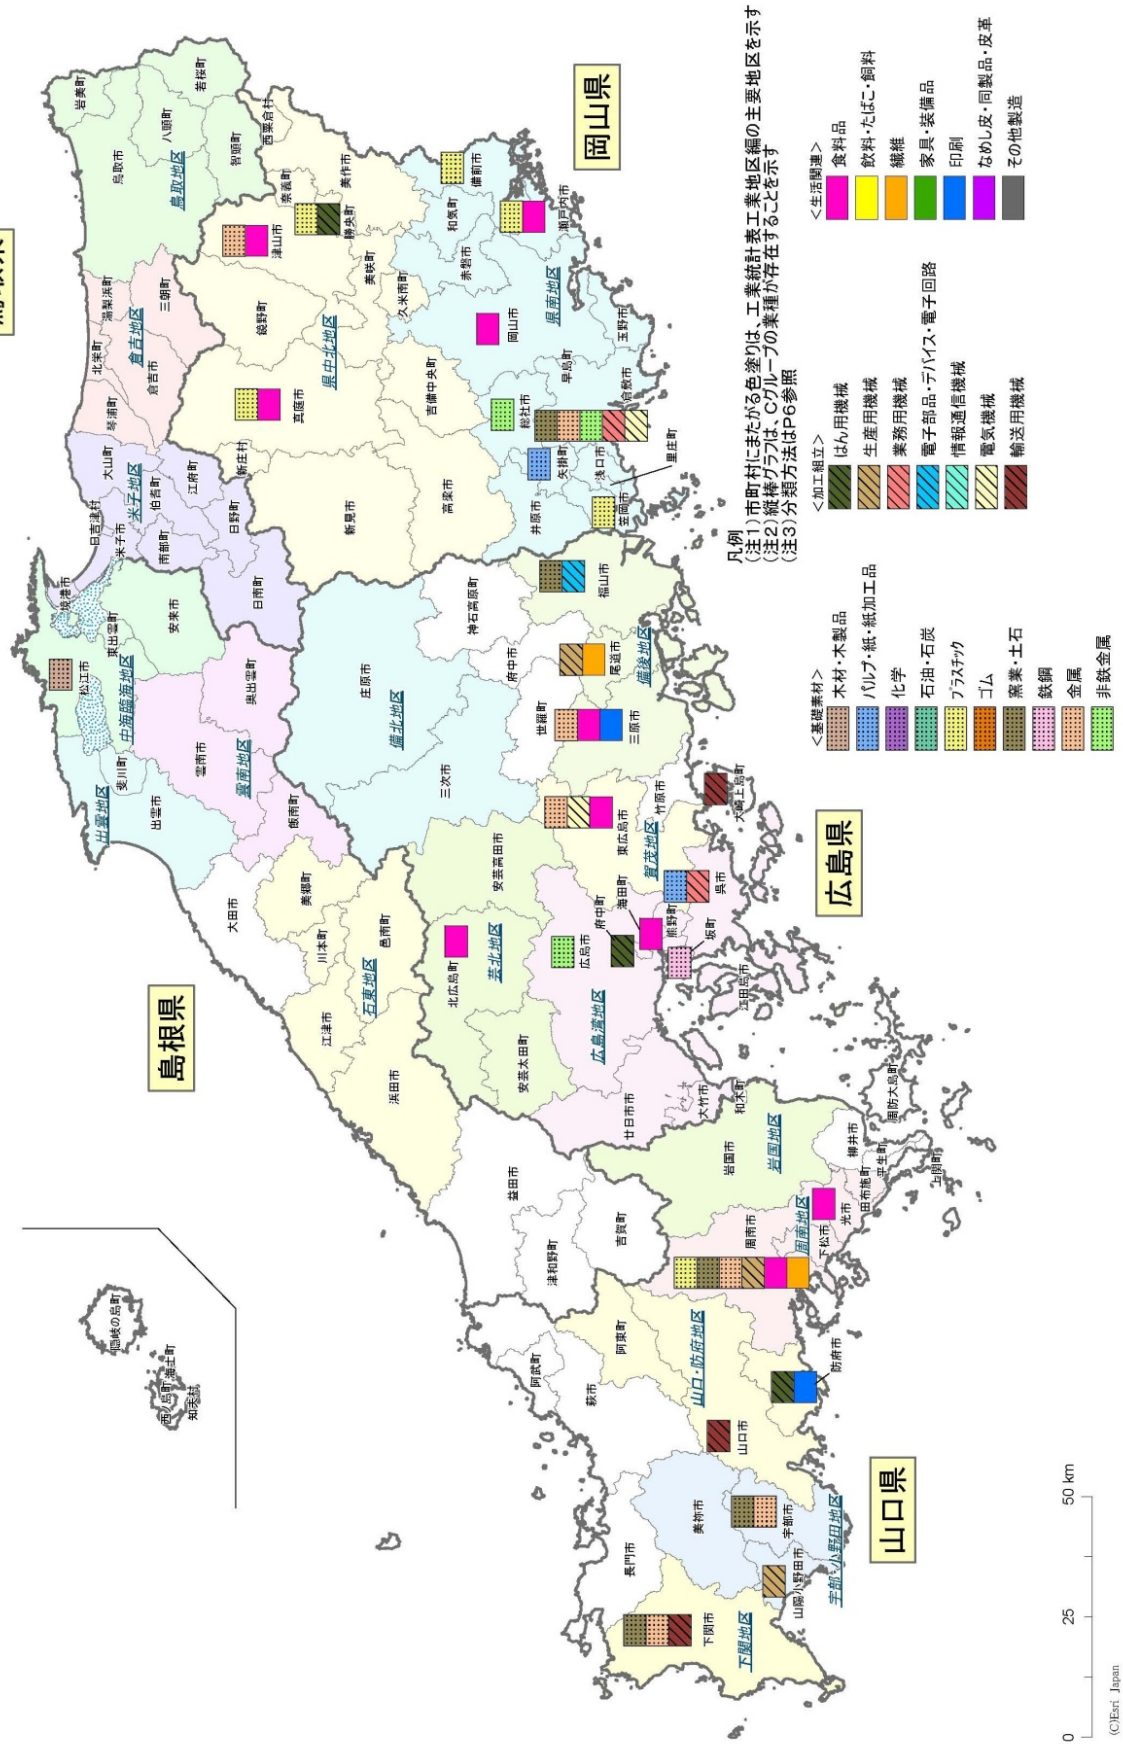 島根県
岡山県
広島県
山口県
隠岐の島町
西ノ島町
海士町
知夫村
岩美町
鳥取市
八頭町
若桜町
智頭町
鳥取地区
湯梨浜町
北栄町
三朝町
倉吉地区
倉吉市
琴浦町
大山町
日吉津村
米子地区
米子市
伯耆町
南部町
江府町
日野町
日南町
境港市
松江市
東出雲町
中海臨海地区
安来市
斐川町
出雲地区
出雲市
雲南市
奥出雲町
雲南地区
飯南町
大田市
美郷町
川本町
邑南町
石東地区
江津市
浜田市
益田市
津和野町
吉賀町
西粟倉村
奈義町
美作市
勝央町
津山市
鏡野町
美咲町
久米南町
県中北地区
真庭市
新庄村
新見市
高梁市
吉備中央町
備前市
和気町
瀬戸内市
赤磐市
県南地区
岡山市
玉野市
早島町
倉敷市
総社市
矢掛町
浅口市
里庄町
井原市
笠岡市
庄原市
備北地区
三次市
神石高原町
福山市
府中市
尾道市
備後地区
世羅町
三原市
竹原市
東広島市
賀茂地区
大崎上島町
安芸高田市
北広島町
芸北地区
安芸太田町
広島市
府中町
海田町
熊野町
呉市
坂町
江田島市
広島湾地区
廿日市市
大竹市
和木町
岩国市
岩国地区
周防大島町
柳井市
平生町
上関町
田布施町
光市
下松市
周南地区
周南市
阿東町
阿武町
萩市
山口・防府地区
防府市
山口市
長門市
美祢市
宇部市
山陽小野田市
宇部・小野田地区
下関市
下関地区
凡例
(注1)市町村にまたがる色塗りは、工業統計表工業地区編の主要地区を示す
(注2)縦棒グラフは、Cグループの業種が存在することを示す
(注3)分類方法はP6参照
<基礎素材>
木材・木製品
パルプ・紙・紙加工品
化学
石油・石炭
プラスチック
ゴム
窯業・土石
鉄鋼
金属
非鉄金属
<加工組立>
はん用機械
生産用機械
業務用機械
電子部品・デバイス・電子回路
情報通信機械
電気機械
輸送用機械
<生活関連>
食料品
飲料・たばこ・飼料
繊維
家具・装備品
印刷
なめし皮・同製品・皮革
その他製造
0 25 50 km
(C)Esri Japan